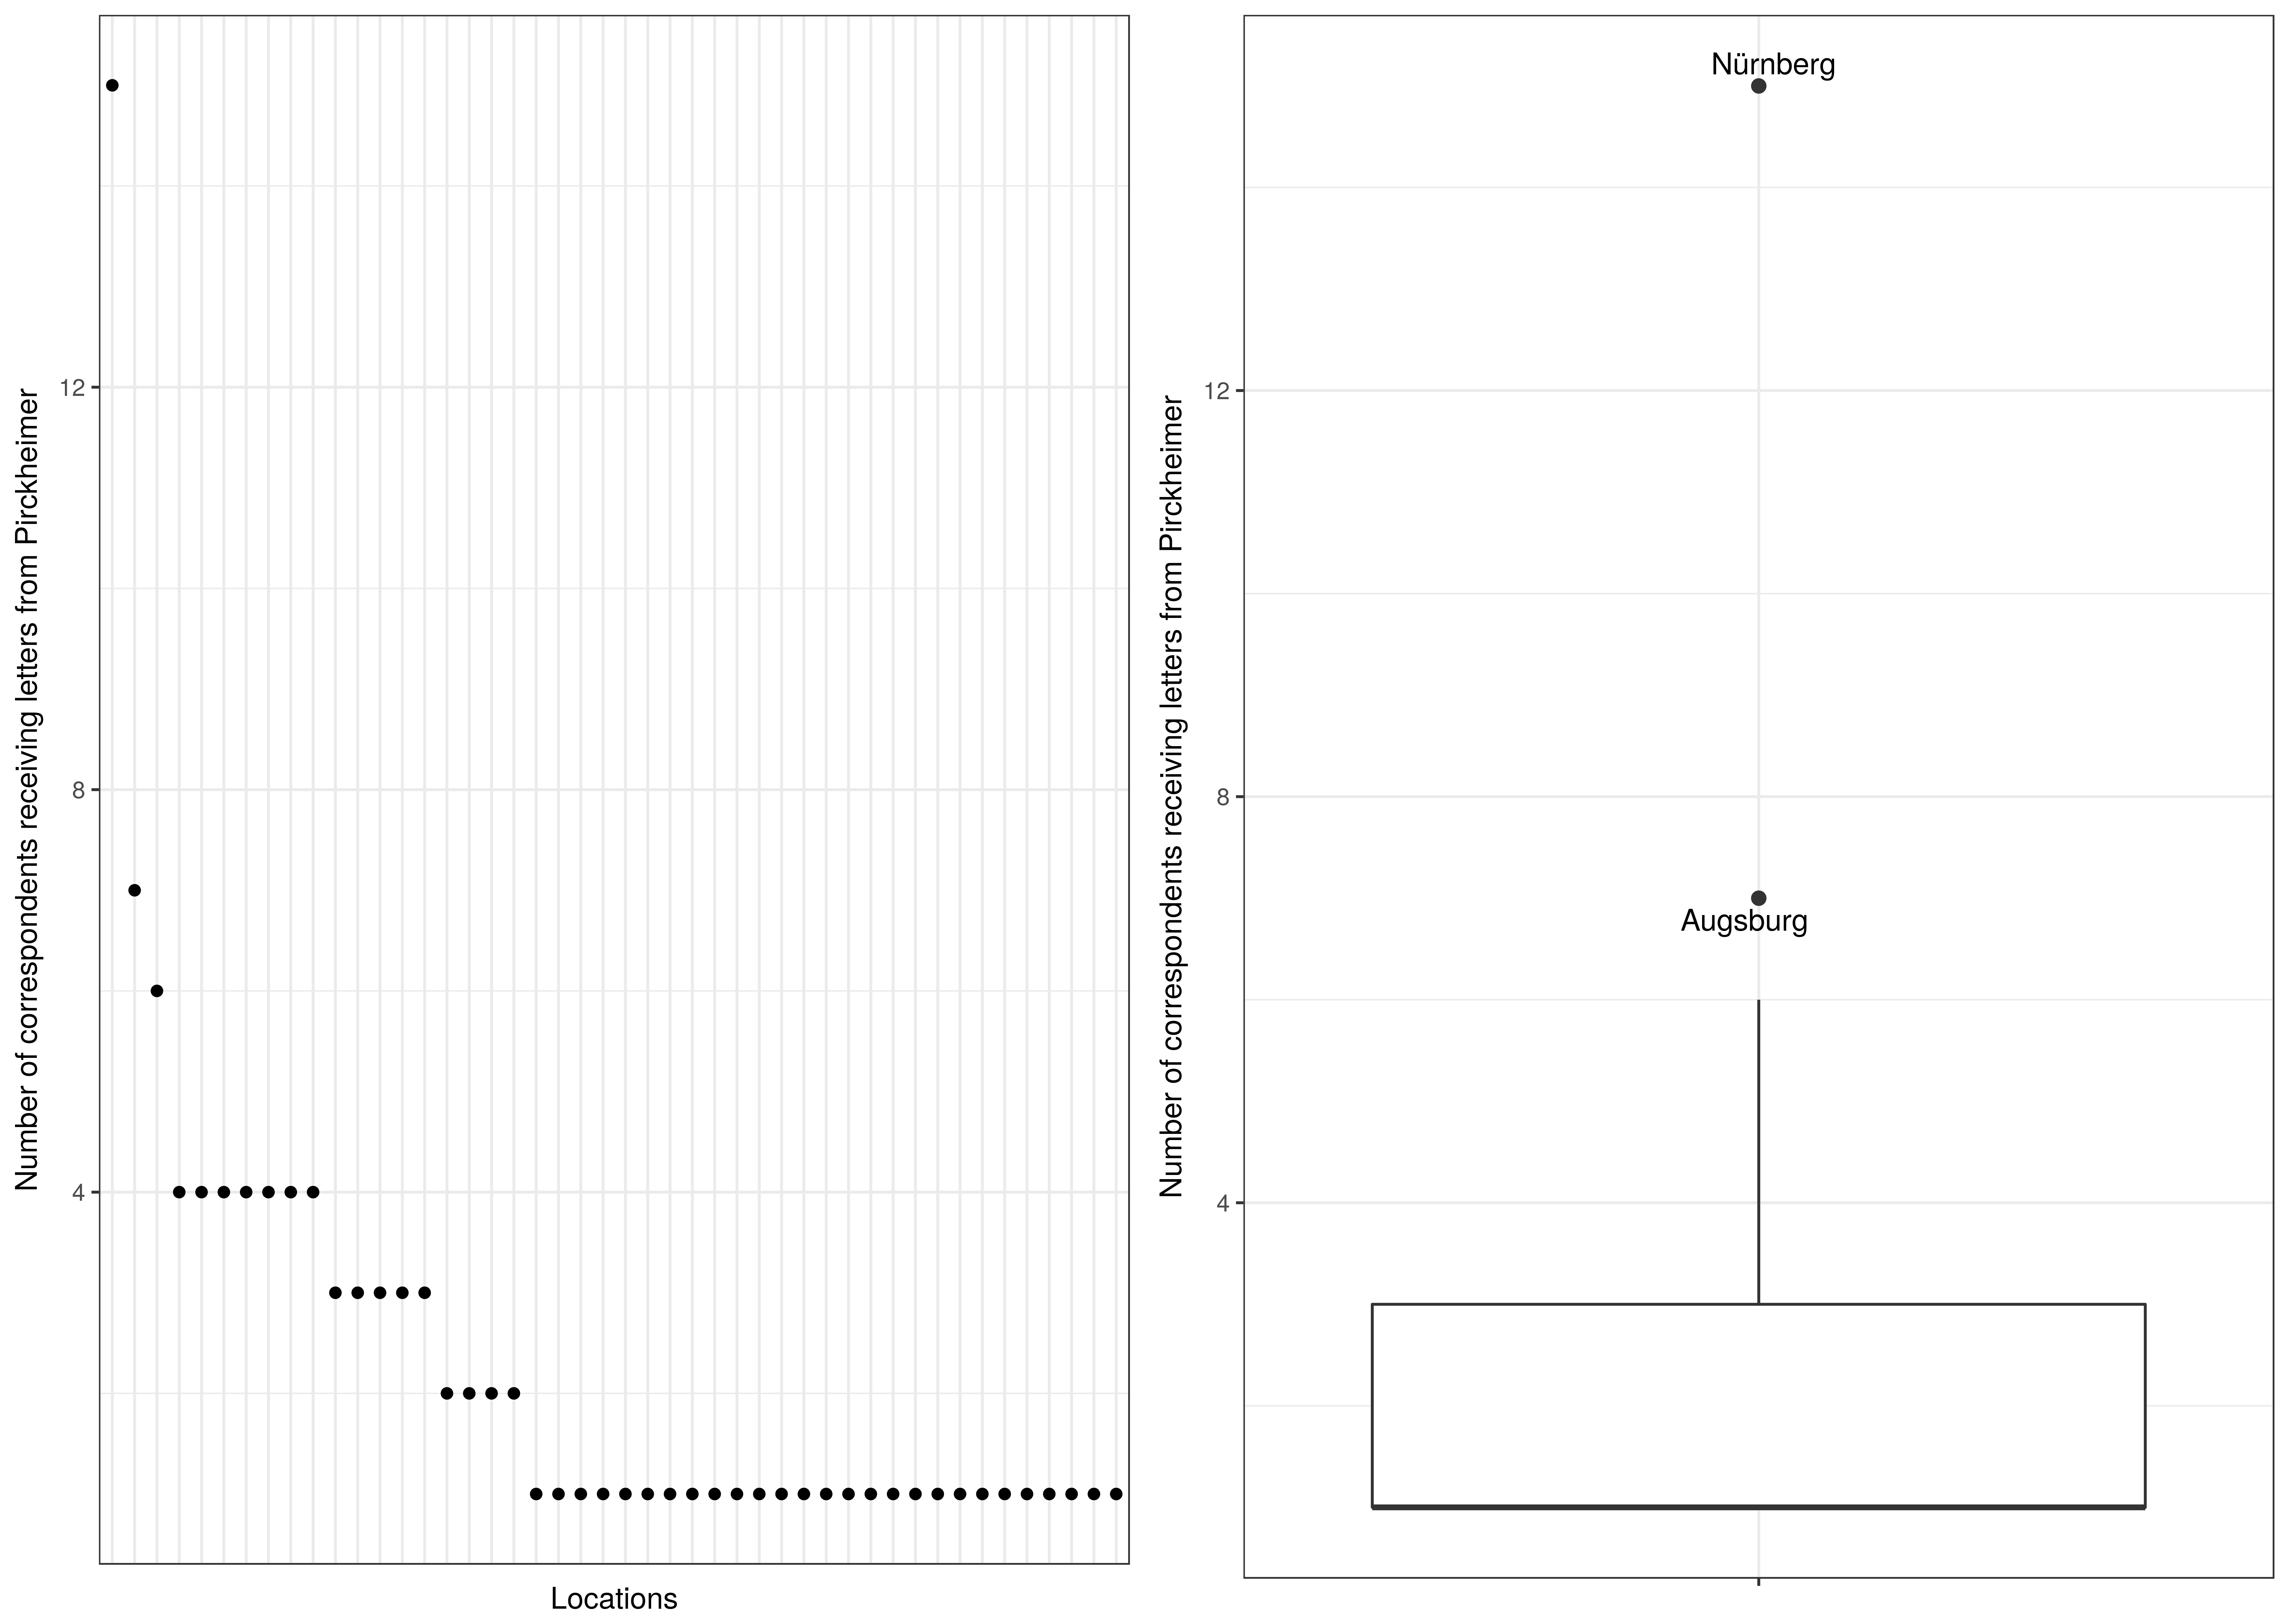 Number of correspondents receiving letters from Pirckheimer
12
8
4
Locations
Number of correspondents receiving letters from Pirckheimer
12
8
4
Nürnberg
Augsburg